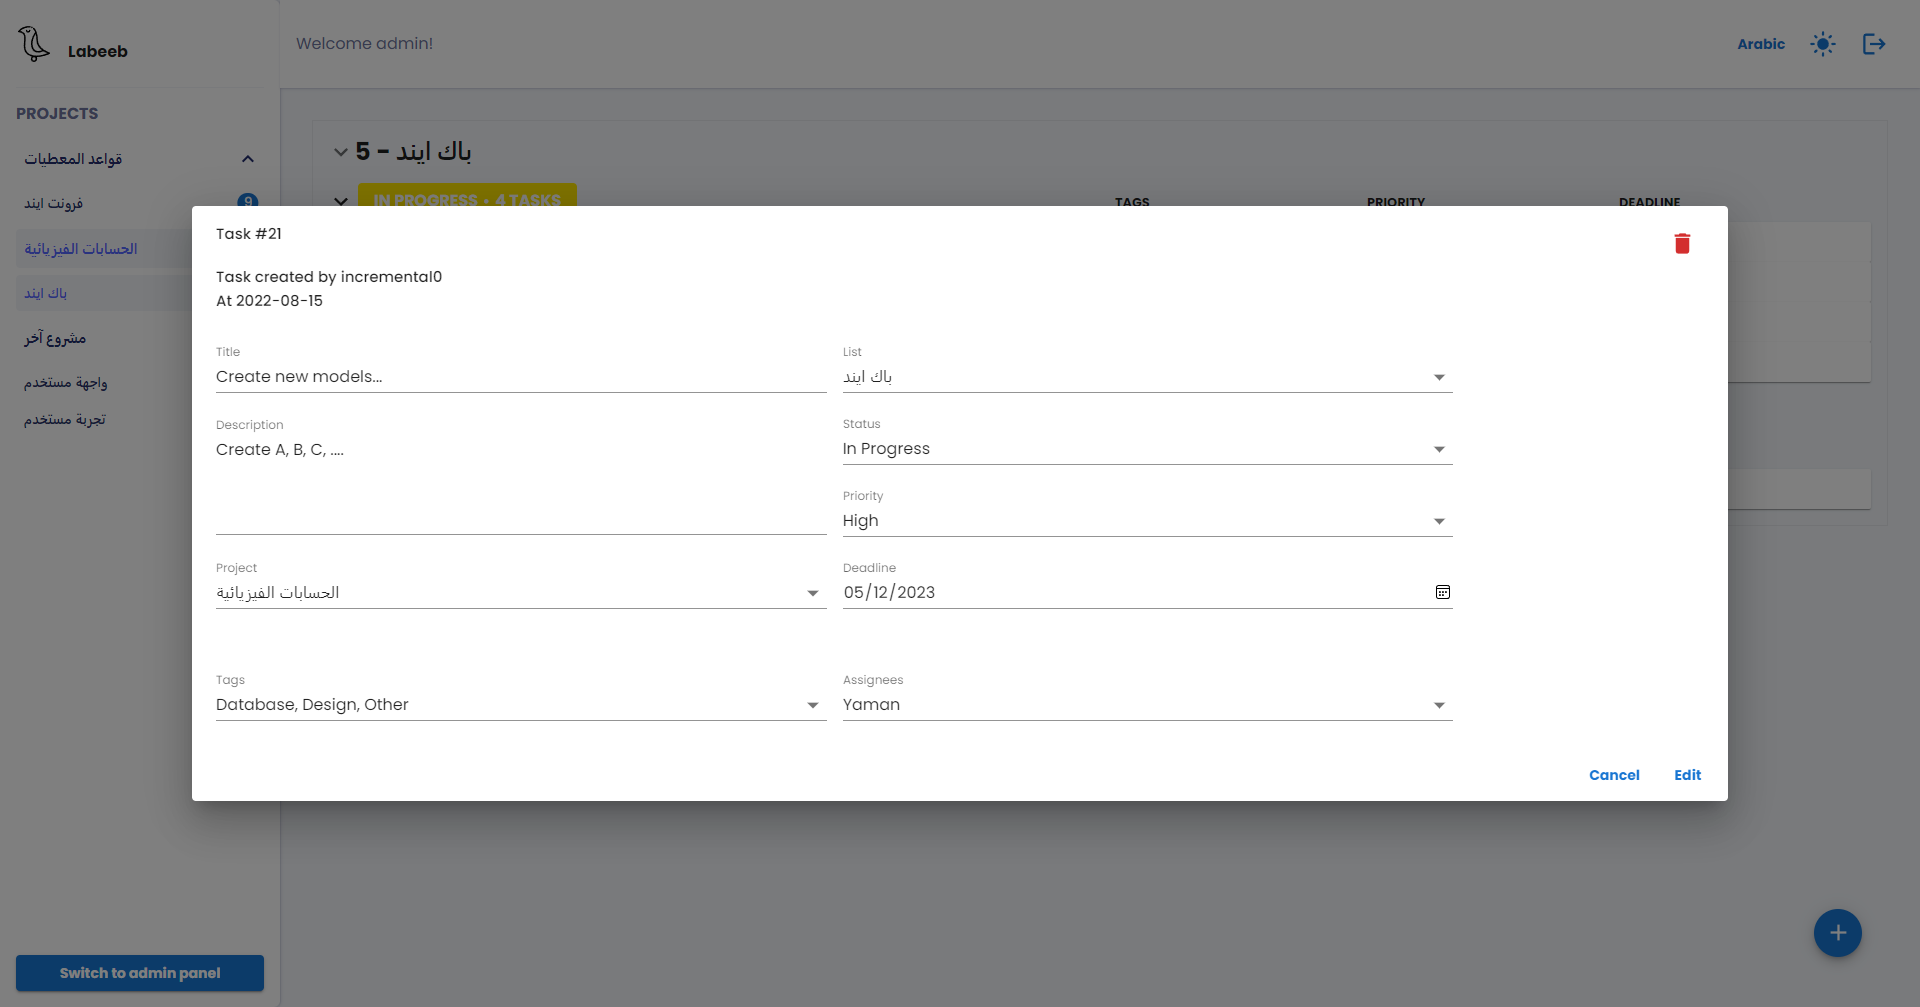 Labeeb
Welcome admin!
Arabic
PROJECTS
قواعد المعطيات
فرونت ايند
9
الحسابات الفيزيائية
باك ايند
مشروع آخر
واجهة مستخدم
تجربة مستخدم
Switch to admin panel
5 - باك ايند
IN PROGRESS • 4 TASKS
TAGS
PRIORITY
DEADLINE
Task #21
Task created by incremental0
At 2022-08-15
Title
Create new models...
List
باك ايند
Description
Create A, B, C, ....
Status
In Progress
Priority
High
Project
الحسابات الفيزيائية
Deadline
05/12/2023
Tags
Database, Design, Other
Assignees
Yaman
Cancel
Edit